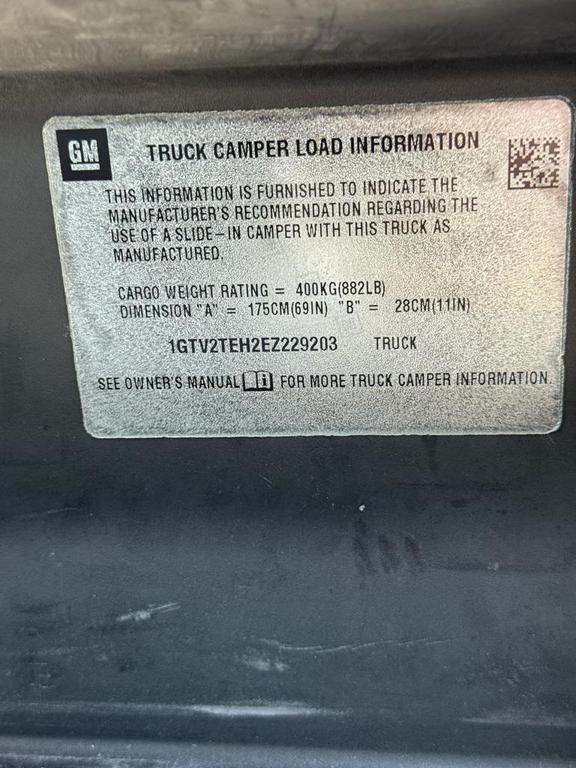 GM
TRUCK CAMPER LOAD INFORMATION
THIS INFORMATION IS FURNISHED TO INDICATE THE
MANUFACTURER'S RECOMMENDATION REGARDING THE
USE OF A SLIDE-IN CAMPER WITH THIS TRUCK AS
MANUFACTURED.
CARGO WEIGHT RATING = 400KG(882LB)
DIMENSION "A" = 175CM(69IN) "B" = 28CM(11IN)
1GTV2TEH2EZ229203 TRUCK
SEE OWNER'S MANUAL FOR MORE TRUCK CAMPER INFORMATION.